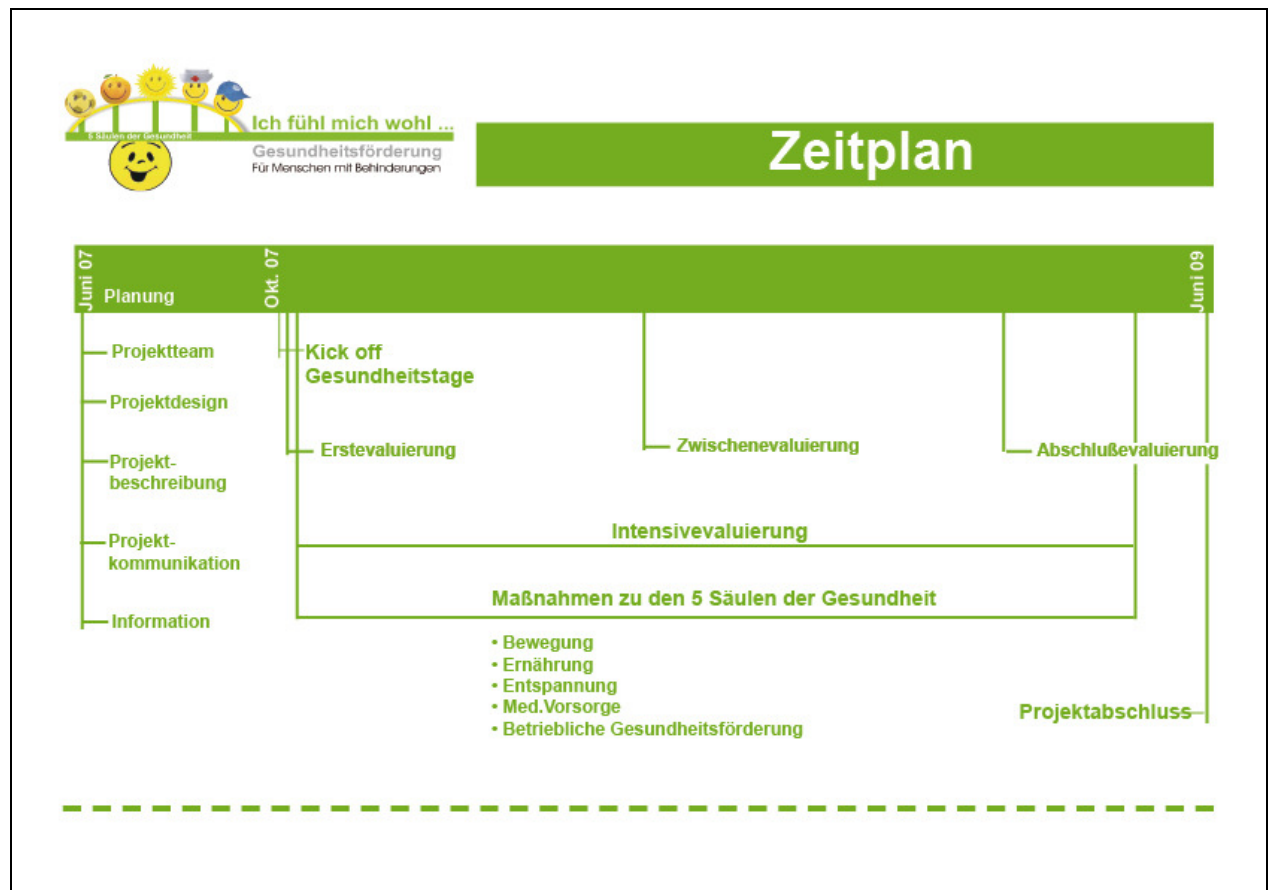 5 Säulen der Gesundheit
Ich fühl mich wohl ...
Gesundheitsförderung
Für Menschen mit Behinderungen
Zeitplan
Juni 07
Planung
Okt. 07
Juni 09
Projektteam
Projektdesign
Projekt-
beschreibung
Projekt-
kommunikation
Information
Kick off
Gesundheitstage
Erstevaluierung
Zwischenevaluierung
Abschlußevaluierung
Intensivevaluierung
Maßnahmen zu den 5 Säulen der Gesundheit
• Bewegung
• Ernährung
• Entspannung
• Med.Vorsorge
• Betriebliche Gesundheitsförderung
Projektabschluss